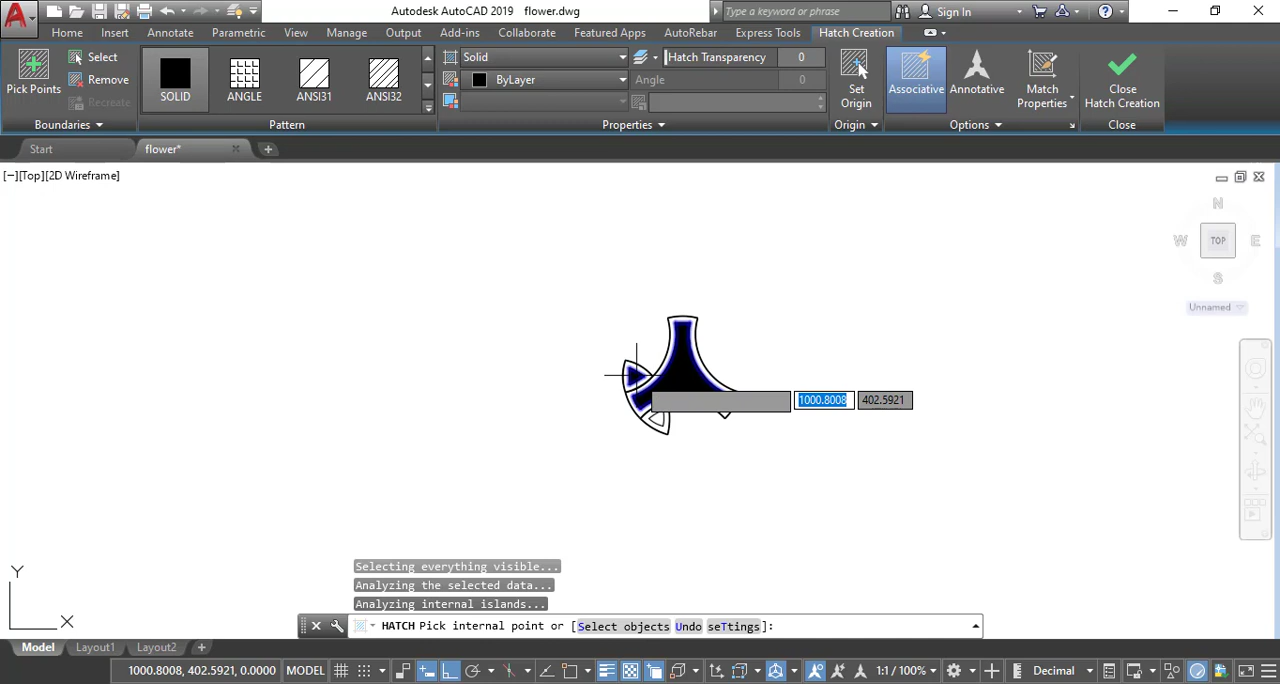 Autodesk AutoCAD 2019 flower.dwg
Type a keyword or phrase
Sign In
Home Insert Annotate Parametric View Manage Output Add-ins Collaborate Featured Apps AutoRebar Express Tools Hatch Creation
Pick Points
Select
Remove
Recreate
Boundaries
SOLID
ANGLE
ANSI31
ANSI32
Pattern
Solid
ByLayer
Hatch Transparency 0
Angle 0
Properties
Set
Origin
Origin
Associative
Annotative
Match
Properties
Options
Close
Hatch Creation
Close
Start
flower*
[−][Top][2D Wireframe]
N
W
TOP
E
S
Unnamed
1000.8008
402.5921
Y
X
Selecting everything visible...
Analyzing the selected data...
Analyzing internal islands...
HATCH Pick internal point or [Select objects Undo seTtings]:
Model Layout1 Layout2
1000.8008, 402.5921, 0.0000 MODEL 1:1 / 100% Decimal